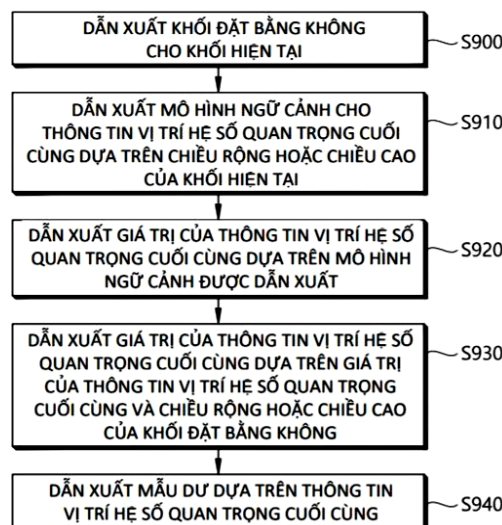 DẪN XUẤT KHỐI ĐẶT BẰNG KHÔNG
CHO KHỐI HIỆN TẠI
S900
DẪN XUẤT MÔ HÌNH NGỮ CẢNH CHO
THÔNG TIN VỊ TRÍ HỆ SỐ QUAN TRỌNG CUỐI
CÙNG DỰA TRÊN CHIỀU RỘNG HOẶC CHIỀU CAO
CỦA KHỐI HIỆN TẠI
S910
DẪN XUẤT GIÁ TRỊ CỦA THÔNG TIN VỊ TRÍ HỆ SỐ
QUAN TRỌNG CUỐI CÙNG DỰA TRÊN MÔ HÌNH
NGỮ CẢNH ĐƯỢC DẪN XUẤT
S920
DẪN XUẤT GIÁ TRỊ CỦA THÔNG TIN VỊ TRÍ HỆ SỐ
QUAN TRỌNG CUỐI CÙNG DỰA TRÊN GIÁ TRỊ
CỦA THÔNG TIN VỊ TRÍ HỆ SỐ QUAN TRỌNG
CUỐI CÙNG VÀ CHIỀU RỘNG HOẶC CHIỀU CAO
CỦA KHỐI ĐẶT BẰNG KHÔNG
S930
DẪN XUẤT MẪU DƯ DỰA TRÊN THÔNG TIN
VỊ TRÍ HỆ SỐ QUAN TRỌNG CUỐI CÙNG
S940